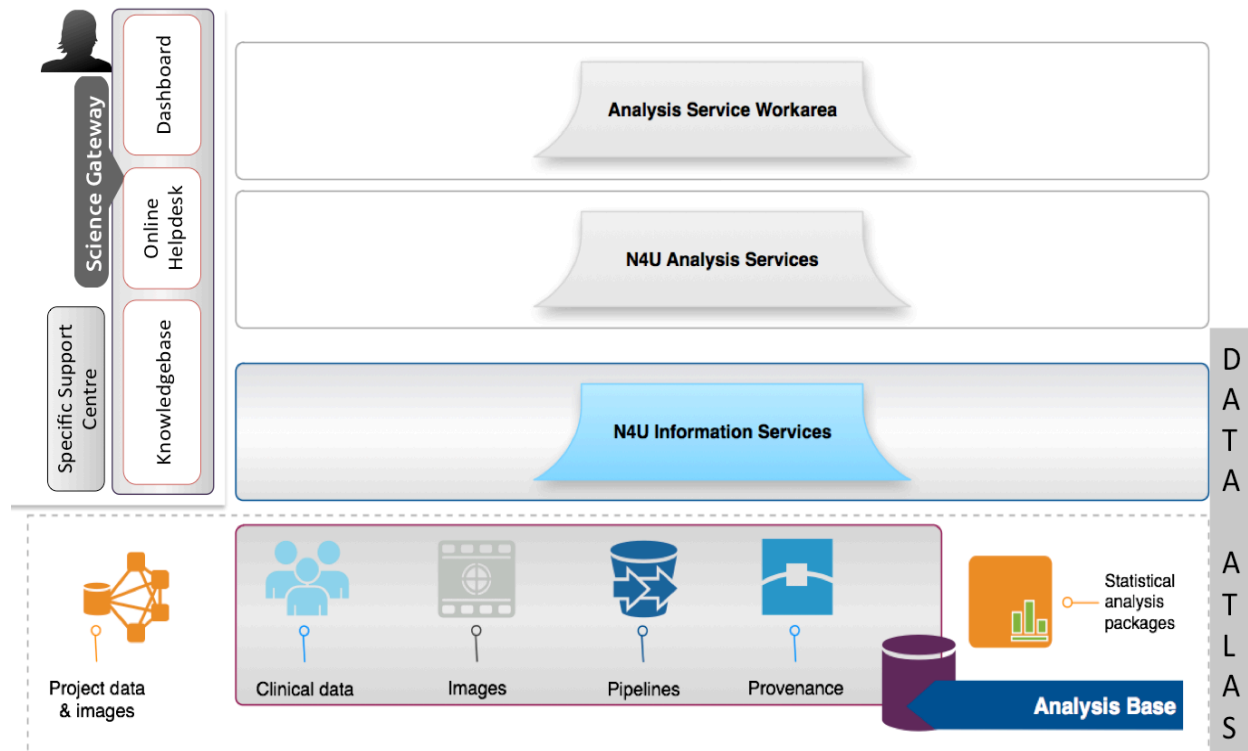 Dashboard
Online
Helpdesk
Knowledgebase
Science Gateway
Specific Support
Centre
Analysis Service Workarea
N4U Analysis Services
N4U Information Services
DATA ATLAS
Project data
& images
Clinical data
Images
Pipelines
Provenance
Statistical
analysis
packages
Analysis Base